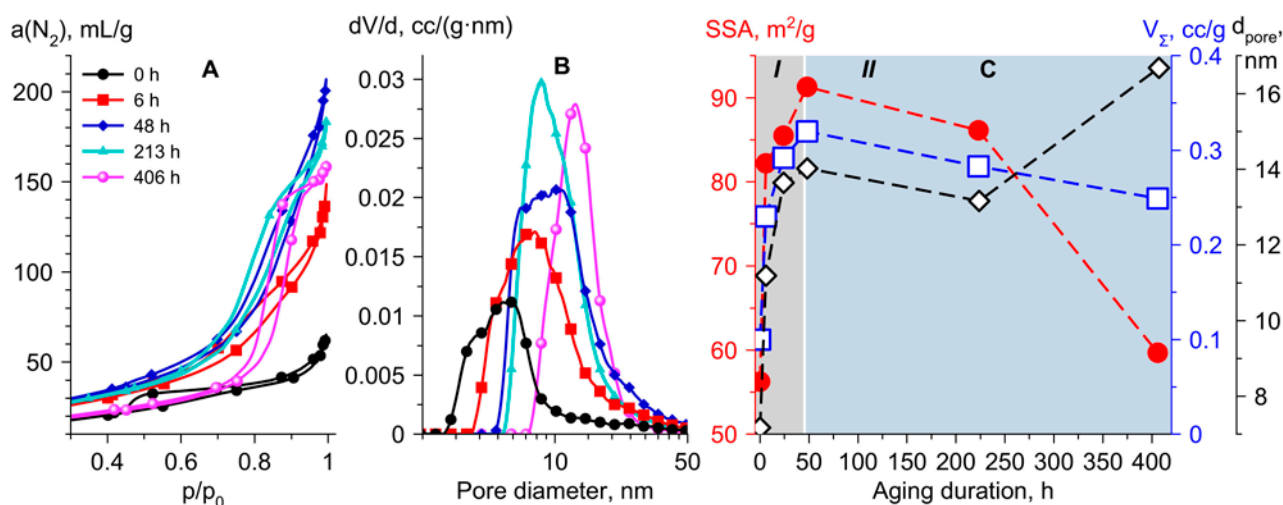 a(N₂), mL/g
A
0 h
6 h
48 h
213 h
406 h
200
150
100
50
0.4 0.6 0.8 1
p/p₀
dV/d, cc/(g·nm)
B
0.03
0.025
0.02
0.015
0.01
0.005
0
10 50
Pore diameter, nm
SSA, m²/g
V_Σ, cc/g
d_pore, nm
I II C
90
80
70
60
50
0.4
0.3
0.2
0.1
0
16
14
12
10
8
0 50 100 150 200 250 300 350 400
Aging duration, h